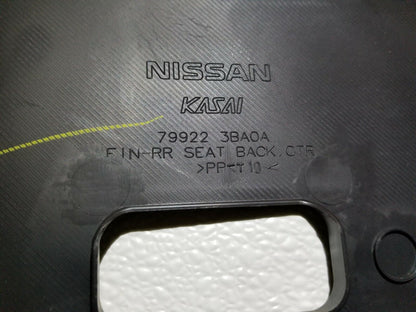 NISSAN
KASAI
79922 3BA0A
FIN-RR SEAT BACK,CTR
>PP-T10<